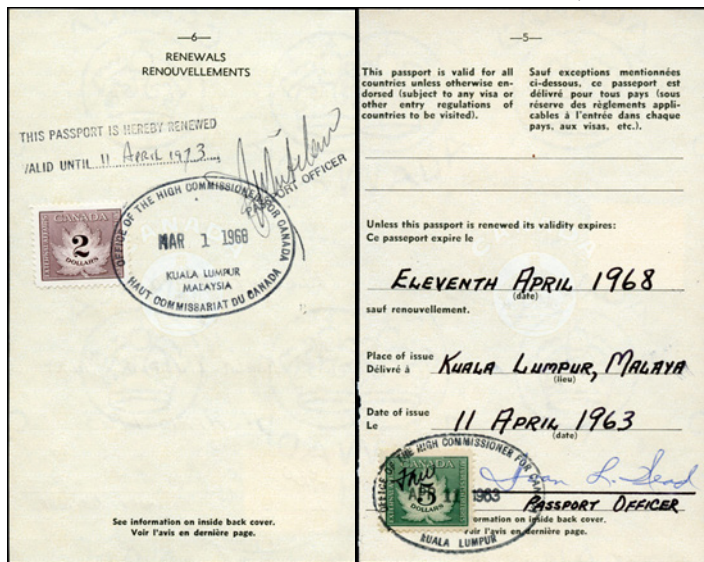 —6—
RENEWALS
RENOUVELLEMENTS
THIS PASSPORT IS HEREBY RENEWED
VALID UNTIL 11 April 1973
PASSPORT OFFICER
OFFICE OF THE HIGH COMMISSIONER FOR CANADA
MAR 1 1968
KUALA LUMPUR
MALAYSIA
HAUT COMMISSARIAT DU CANADA
CANADA
2
DOLLARS
See information on inside back cover.
Voir l'avis en dernière page.
—5—
This passport is valid for all
countries unless otherwise en-
dorsed (subject to any visa or
other entry regulations of
countries to be visited).
Sauf exceptions mentionnées
ci-dessous, ce passeport est
délivré pour tous pays (sous
réserve des règlements appli-
cables à l'entrée dans chaque
pays, aux visas, etc.).
Unless this passport is renewed its validity expires:
Ce passeport expire le
ELEVENTH APRIL 1968
(date)
sauf renouvellement.
Place of issue
Délivré à KUALA LUMPUR, MALAYA
(lieu)
Date of issue
Le 11 APRIL 1963
(date)
OFFICE OF THE HIGH COMMISSIONER FOR
CANADA
5
DOLLARS
APR 11 1963
KUALA LUMPUR
PASSPORT OFFICER
ormation on inside back cover.
Voir l'avis en dernière page.